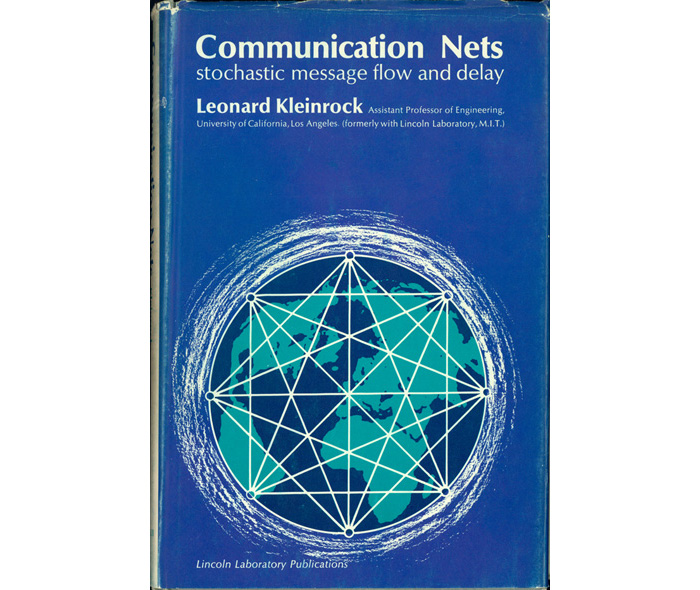 Communication Nets
stochastic message flow and delay
Leonard Kleinrock Assistant Professor of Engineering,
University of California, Los Angeles. (formerly with Lincoln Laboratory, M.I.T.)
Lincoln Laboratory Publications